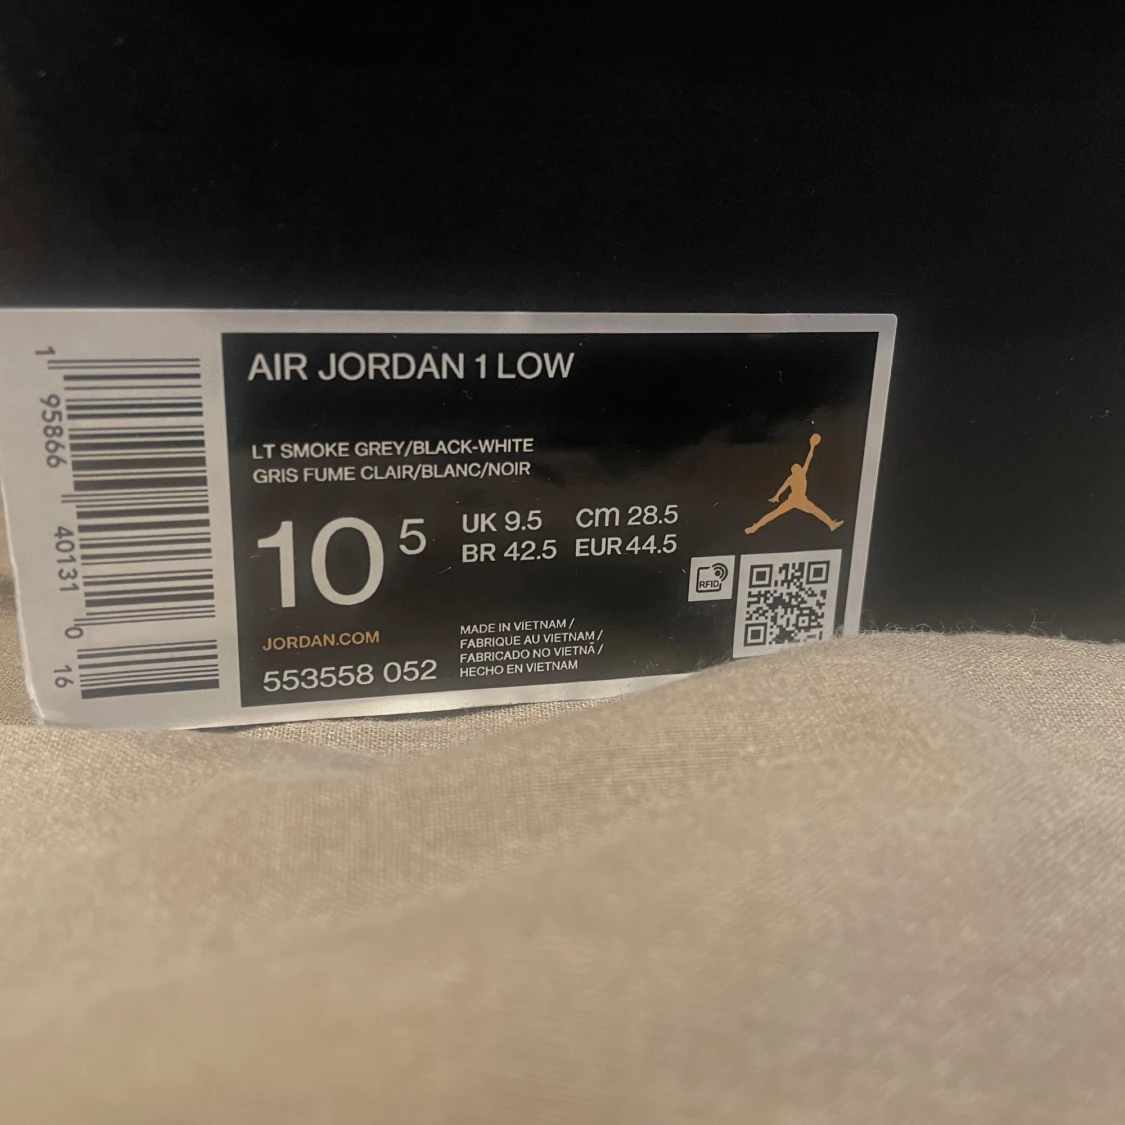 1 95866 40131 0 16
AIR JORDAN 1 LOW
LT SMOKE GREY/BLACK-WHITE
GRIS FUME CLAIR/BLANC/NOIR
10 5
UK 9.5 cm 28.5
BR 42.5 EUR 44.5
RFID
JORDAN.COM
553558 052
MADE IN VIETNAM /
FABRIQUE AU VIETNAM /
FABRICADO NO VIETNÃ /
HECHO EN VIETNAM